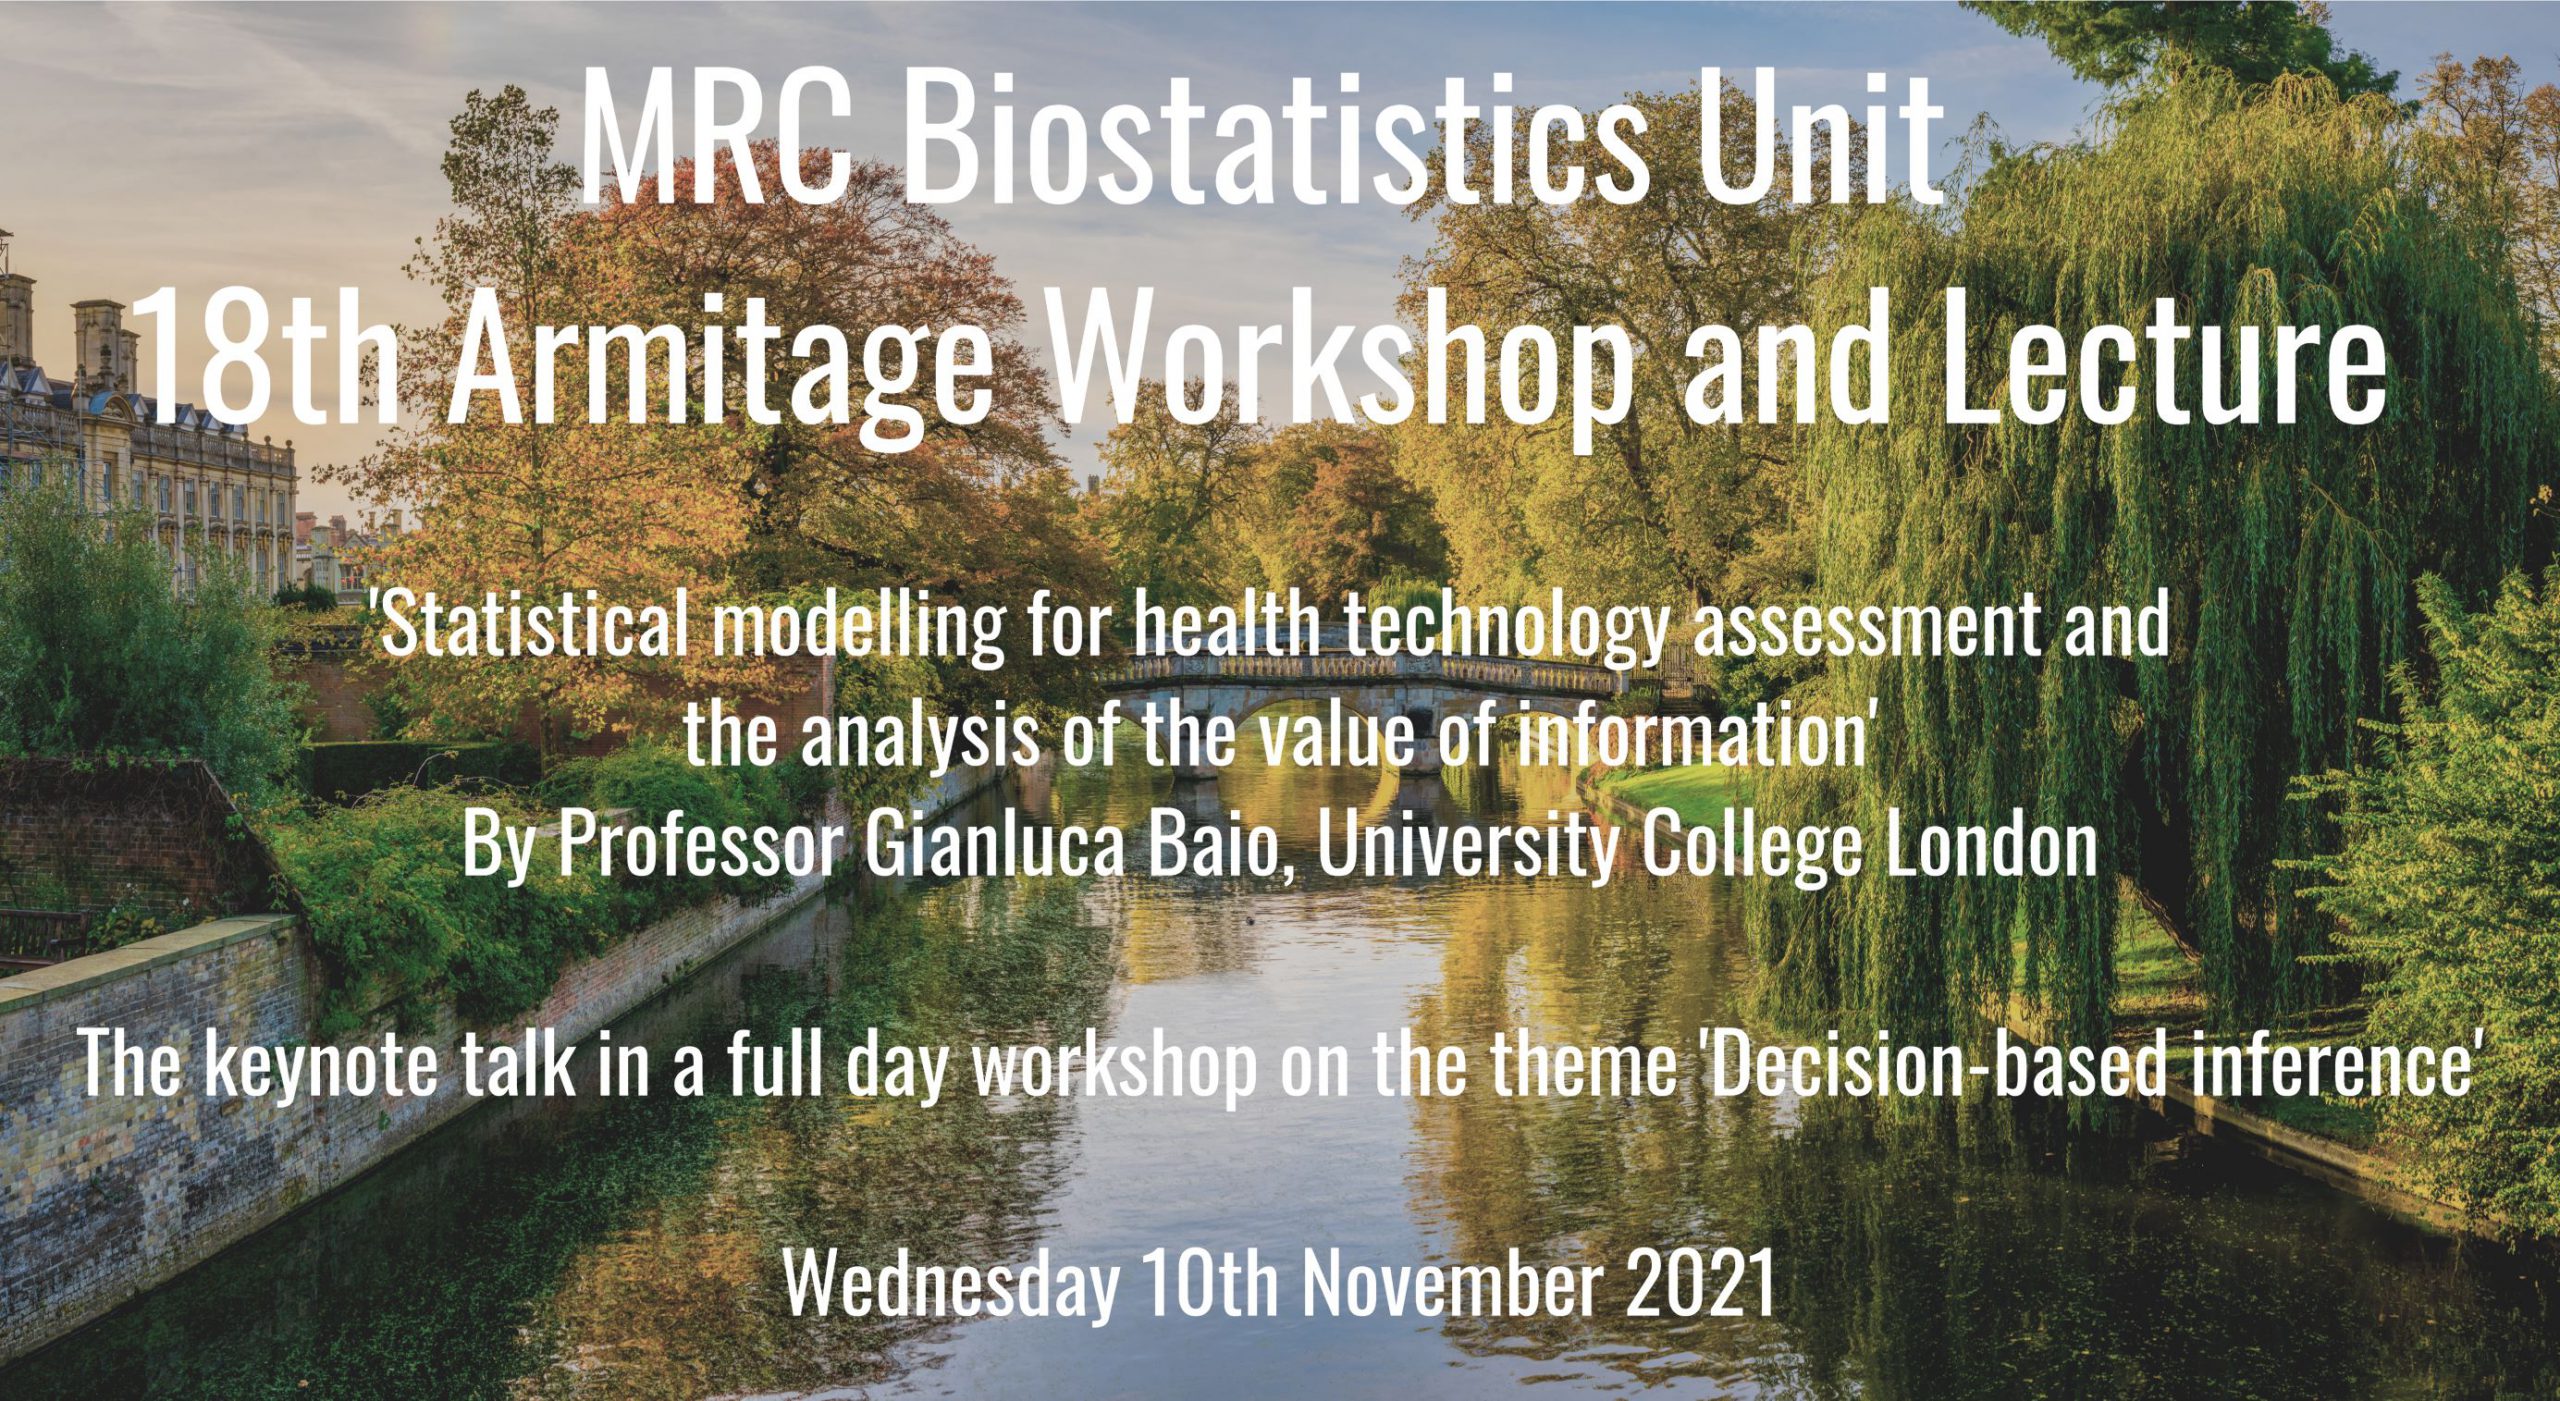 MRC Biostatistics Unit
18th Armitage Workshop and Lecture
'Statistical modelling for health technology assessment and
the analysis of the value of information'
By Professor Gianluca Baio, University College London
The keynote talk in a full day workshop on the theme 'Decision-based inference'
Wednesday 10th November 2021